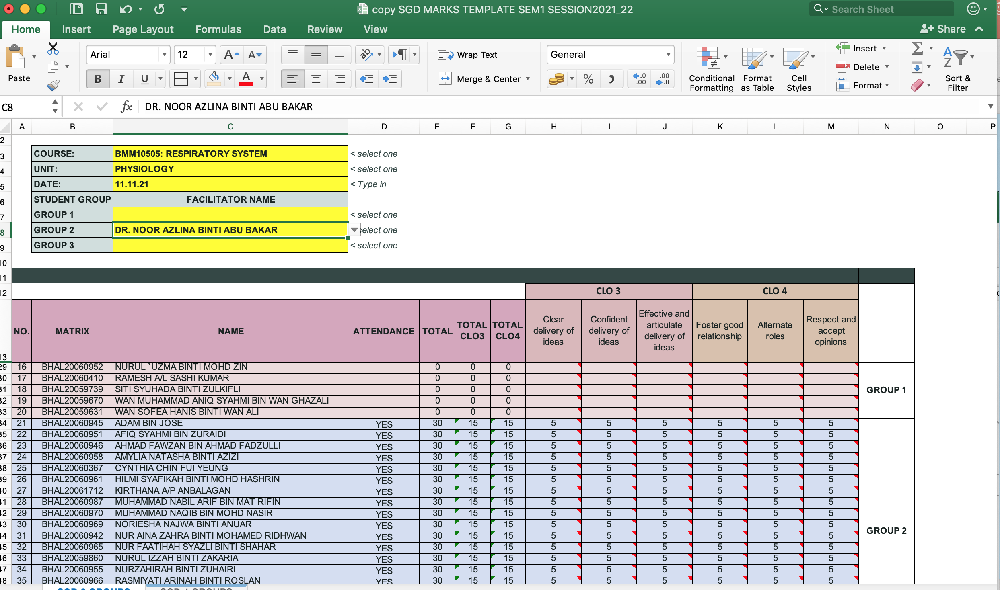 copy SGD MARKS TEMPLATE SEM1 SESSION2021_22
Search Sheet
Home Insert Page Layout Formulas Data Review View Share
Paste
Arial 12
B I U
Wrap Text
Merge & Center
General
Conditional Formatting
Format as Table
Cell Styles
Insert
Delete
Format
Sort & Filter
C8 fx DR. NOOR AZLINA BINTI ABU BAKAR
A B C D E F G H I J K L M N O P
2
3 COURSE: BMM10505: RESPIRATORY SYSTEM < select one
4 UNIT: PHYSIOLOGY < select one
5 DATE: 11.11.21 < Type in
6 STUDENT GROUP FACILITATOR NAME
7 GROUP 1 < select one
8 GROUP 2 DR. NOOR AZLINA BINTI ABU BAKAR select one
9 GROUP 3 < select one
10
11
12 CLO 3 CLO 4
13 NO. MATRIX NAME ATTENDANCE TOTAL TOTAL CLO3 TOTAL CLO4 Clear delivery of ideas Confident delivery of ideas Effective and articulate delivery of ideas Foster good relationship Alternate roles Respect and accept opinions
29 16 BHAL20060952 NURUL `UZMA BINTI MOHD ZIN 0 0 0
30 17 BHAL20060410 RAMESH A/L SASHI KUMAR 0 0 0
31 18 BHAL20059739 SITI SYUHADA BINTI ZULKIFLI 0 0 0 GROUP 1
32 19 BHAL20059670 WAN MUHAMMAD ANIQ SYAHMI BIN WAN GHAZALI 0 0 0
33 20 BHAL20059631 WAN SOFEA HANIS BINTI WAN ALI 0 0 0
34 21 BHAL20060945 ADAM BIN JOSE YES 30 15 15 5 5 5 5 5 5
35 22 BHAL20060951 AFIQ SYAHMI BIN ZURAIDI YES 30 15 15 5 5 5 5 5 5
36 23 BHAL20060946 AHMAD FAWZAN BIN AHMAD FADZULLI YES 30 15 15 5 5 5 5 5 5
37 24 BHAL20060958 AMYLIA NATASHA BINTI AZIZI YES 30 15 15 5 5 5 5 5 5
38 25 BHAL20060367 CYNTHIA CHIN FUI YEUNG YES 30 15 15 5 5 5 5 5 5
39 26 BHAL20060961 HILMI SYAFIKAH BINTI MOHD HASHRIN YES 30 15 15 5 5 5 5 5 5
40 27 BHAL20061712 KIRTHANA A/P ANBALAGAN YES 30 15 15 5 5 5 5 5 5
41 28 BHAL20060987 MUHAMMAD NABIL ARIF BIN MAT RIFIN YES 30 15 15 5 5 5 5 5 5
42 29 BHAL20060970 MUHAMMAD NAQIB BIN MOHD NASIR YES 30 15 15 5 5 5 5 5 5
43 30 BHAL20060969 NORIESHA NAJWA BINTI ANUAR YES 30 15 15 5 5 5 5 5 5
44 31 BHAL20060942 NUR AINA ZAHRA BINTI MOHAMED RIDHWAN YES 30 15 15 5 5 5 5 5 5 GROUP 2
45 32 BHAL20060965 NUR FAATIHAH SYAZLI BINTI SHAHAR YES 30 15 15 5 5 5 5 5 5
46 33 BHAL20059860 NURUL IZZAH BINTI ZAKARIA YES 30 15 15 5 5 5 5 5 5
47 34 BHAL20060955 NURZAHIRAH BINTI ZUHAIRI YES 30 15 15 5 5 5 5 5 5
48 35 BHAL20060966 RASMIYATI ARINAH BINTI ROSLAN YES 30 15 15 5 5 5 5 5 5